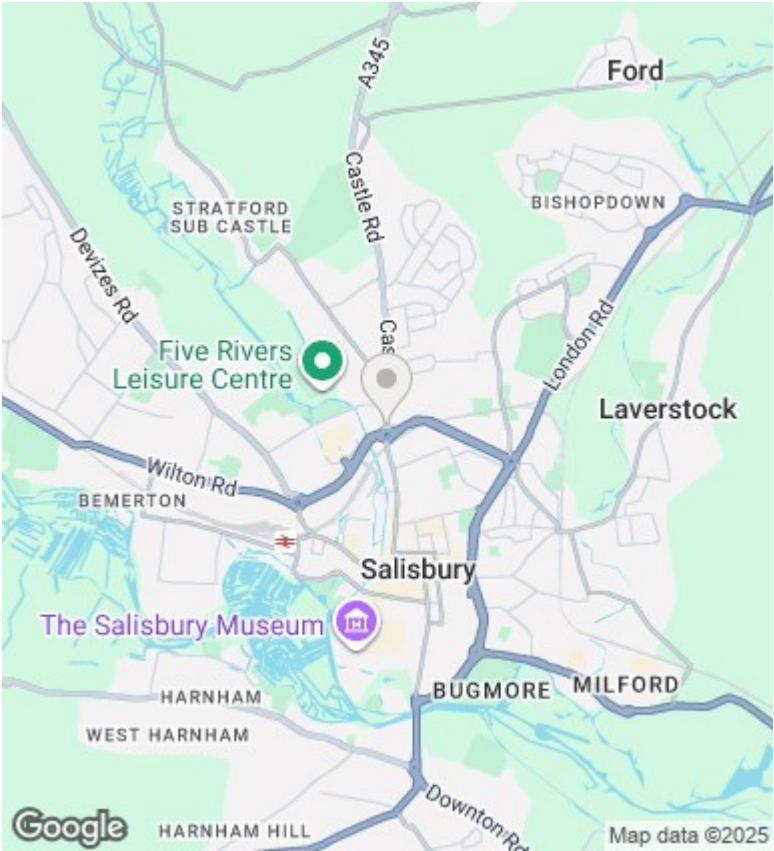 Ford
A345
Castle Rd
BISHOPDOWN
STRATFORD
SUB CASTLE
Devizes Rd
Cas
London Rd
Five Rivers
Leisure Centre
Laverstock
Wilton Rd
BEMERTON
Salisbury
The Salisbury Museum
BUGMORE
MILFORD
HARNHAM
WEST HARNHAM
Downton Rd
Google
HARNHAM HILL
Map data ©2025